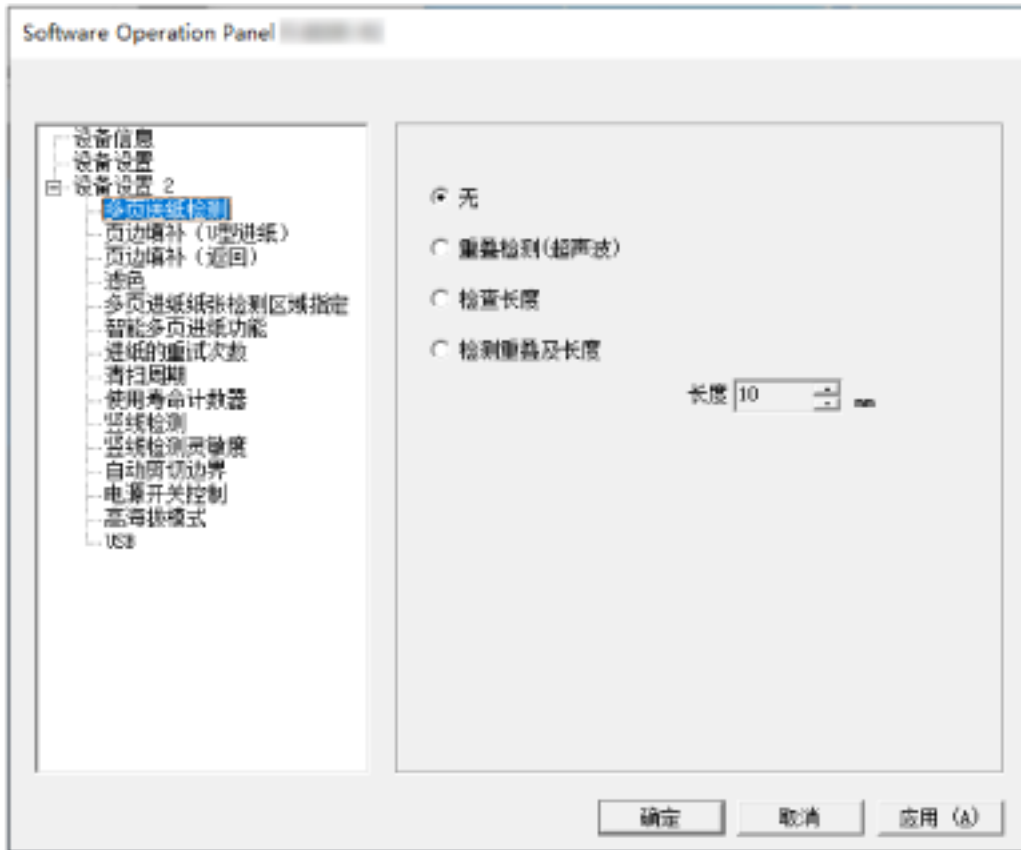 Software Operation Panel
设备信息
设备设置
设备设置 2
多页送纸检测
页边填补（U型进纸）
页边填补（返回）
滤色
多页进纸纸张检测区域指定
智能多页进纸功能
进纸的重试次数
清扫周期
使用寿命计数器
竖线检测
竖线检测灵敏度
自动剪切边界
电源开关控制
高海拔模式
USB
无
重叠检测(超声波)
检查长度
检测重叠及长度
长度 10 mm
确定 取消 应用 (A)